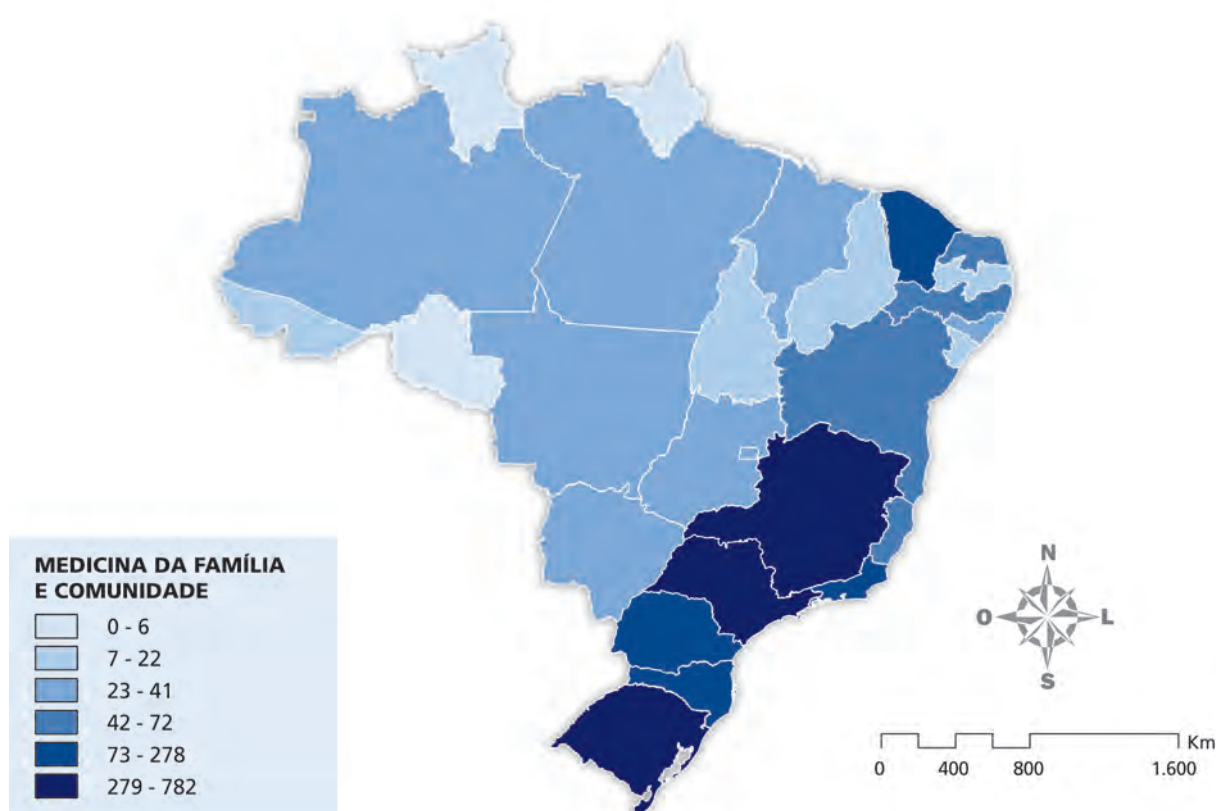 MEDICINA DA FAMÍLIA
E COMUNIDADE
0 - 6
7 - 22
23 - 41
42 - 72
73 - 278
279 - 782
N
O
L
S
Km
0 400 800 1.600